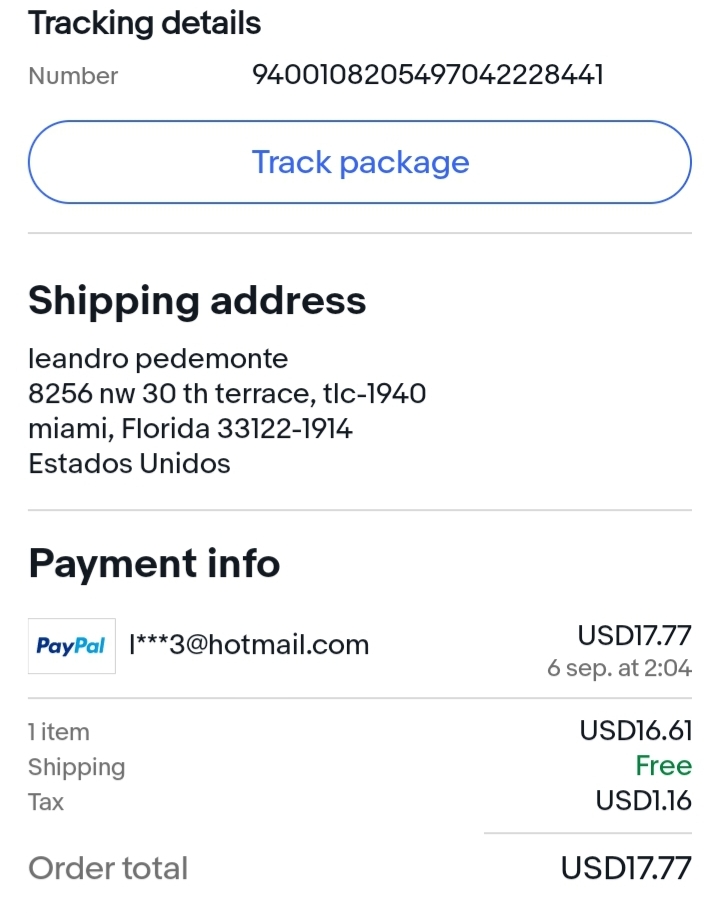 Tracking details
Number 9400108205497042228441
Track package
Shipping address
leandro pedemonte
8256 nw 30 th terrace, tlc-1940
miami, Florida 33122-1914
Estados Unidos
Payment info
PayPal l***3@hotmail.com USD17.77
6 sep. at 2:04
1 item USD16.61
Shipping Free
Tax USD1.16
Order total USD17.77